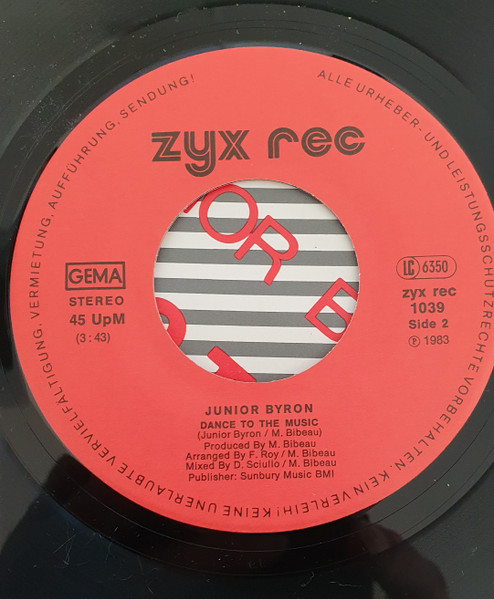 ALLE URHEBER- UND LEISTUNGSSCHUTZRECHTE VORBEHALTEN. KEIN VERLEIH! KEINE UNERLAUBTE VERVIELFÄLTIGUNG, VERMIETUNG, AUFFÜHRUNG, SENDUNG!
zyx rec
OR B
GEMA
STEREO
45 UpM
(3:43)
LC 6350
zyx rec
1039
Side 2
Ⓟ 1983
JUNIOR BYRON
DANCE TO THE MUSIC
(Junior Byron / M. Bibeau)
Produced By M. Bibeau
Arranged By F. Roy / M. Bibeau
Mixed By D. Sciullo / M. Bibeau
Publisher: Sunbury Music BMI